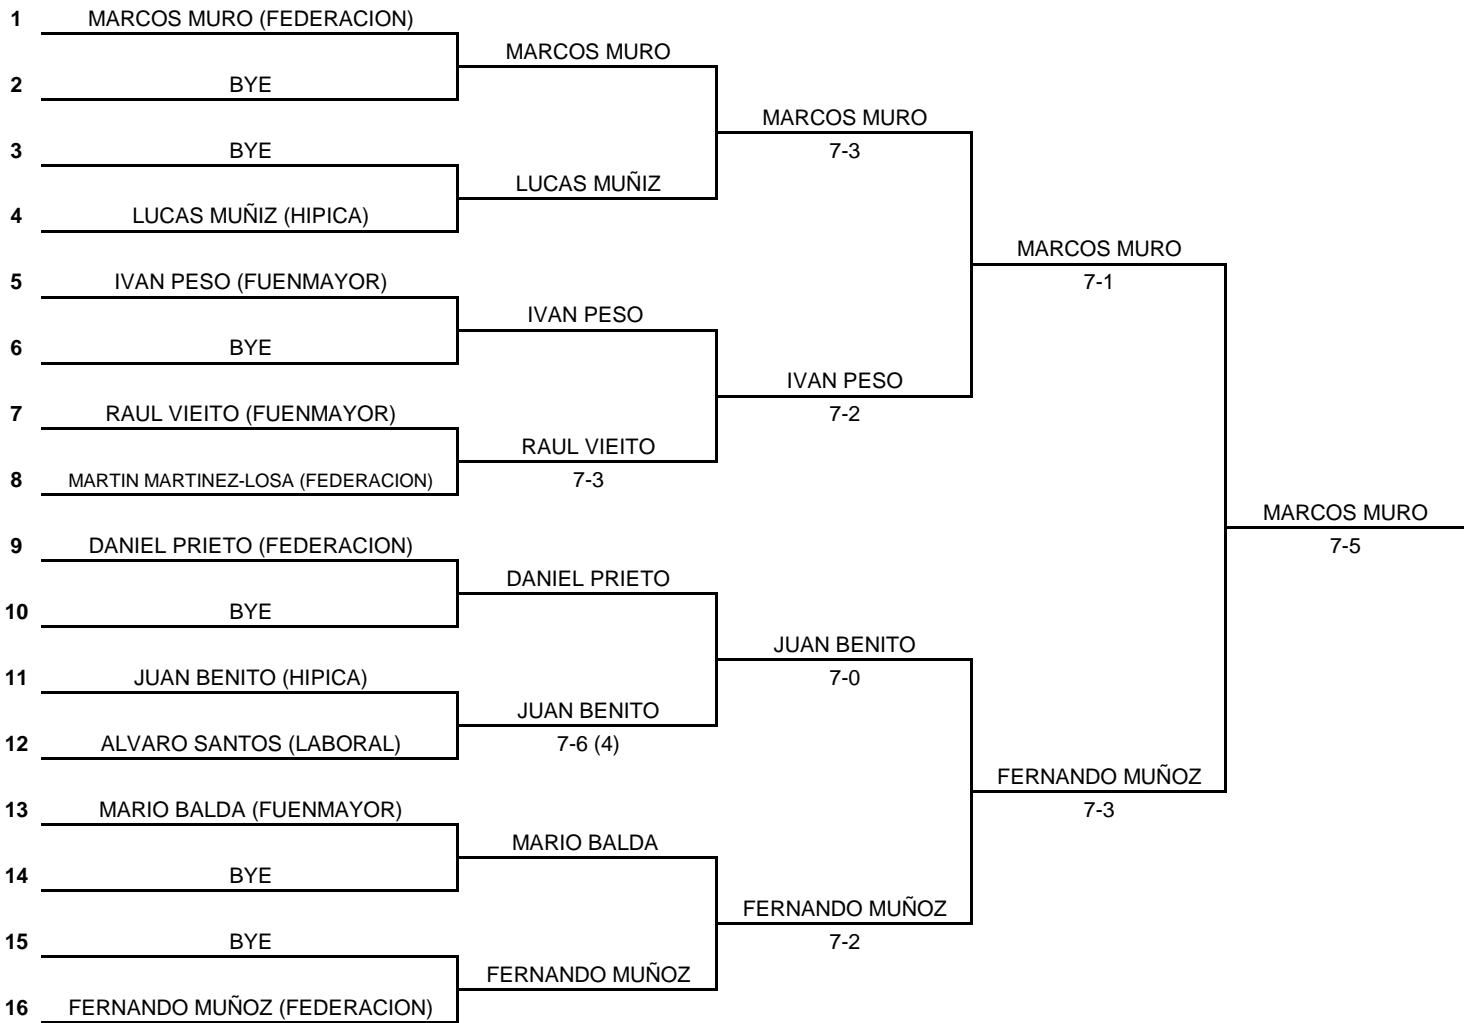 1 MARCOS MURO (FEDERACION)
MARCOS MURO
2 BYE
MARCOS MURO
7-3
3 BYE
LUCAS MUÑIZ
4 LUCAS MUÑIZ (HIPICA)
MARCOS MURO
7-1
5 IVAN PESO (FUENMAYOR)
IVAN PESO
6 BYE
IVAN PESO
7-2
7 RAUL VIEITO (FUENMAYOR)
RAUL VIEITO
7-3
8 MARTIN MARTINEZ-LOSA (FEDERACION)
MARCOS MURO
7-5
9 DANIEL PRIETO (FEDERACION)
DANIEL PRIETO
10 BYE
JUAN BENITO
7-0
11 JUAN BENITO (HIPICA)
JUAN BENITO
7-6 (4)
12 ALVARO SANTOS (LABORAL)
FERNANDO MUÑOZ
7-3
13 MARIO BALDA (FUENMAYOR)
MARIO BALDA
14 BYE
FERNANDO MUÑOZ
7-2
15 BYE
FERNANDO MUÑOZ
16 FERNANDO MUÑOZ (FEDERACION)